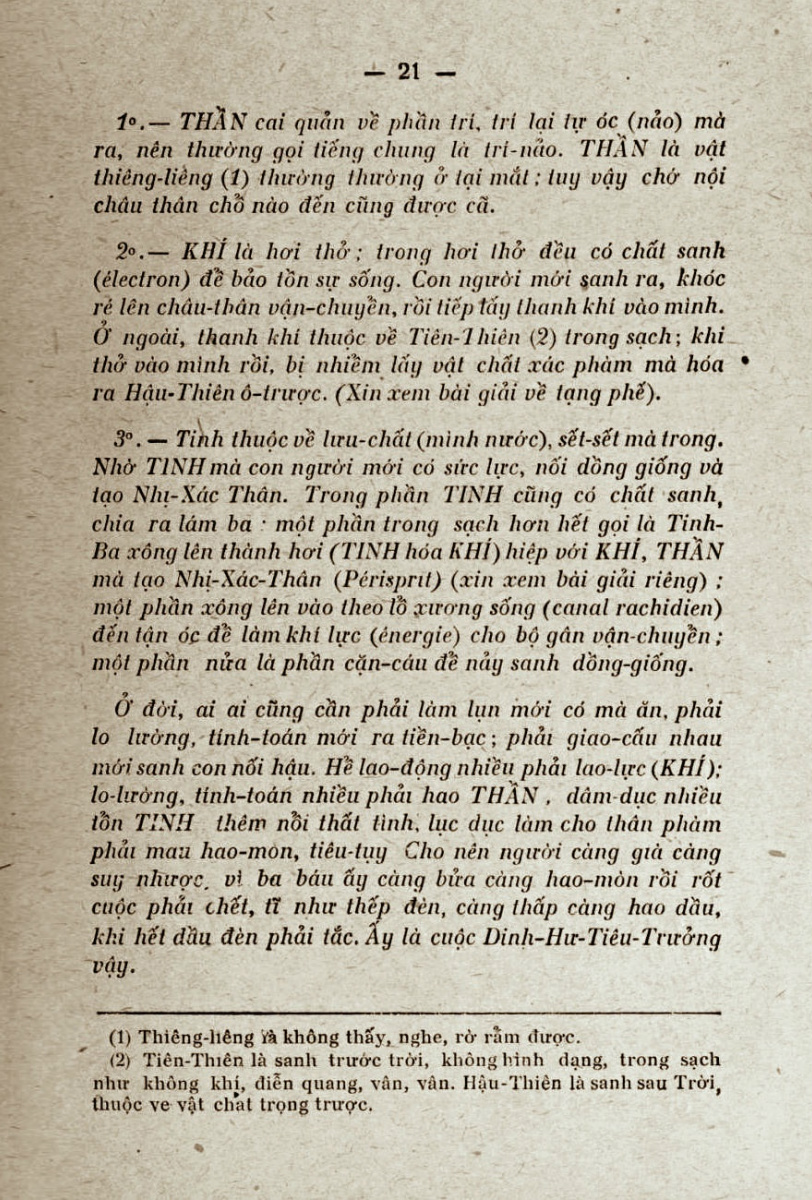 — 21 —
1º.— THẦN cai quản về phần trí, trí lại tự óc (não) mà
ra, nên thường gọi tiếng chung là trí-não. THẦN là vật
thiêng-liêng (1) thường thường ở tại mắt; tuy vậy chớ nội
châu thân chỗ nào đến cũng được cã.
2º.— KHÍ là hơi thở; trong hơi thở đều có chất sanh
(électron) để bảo tồn sự sống. Con người mới sanh ra, khóc
ré lên châu-thân vận-chuyển, rồi tiếp lấy thanh khí vào mình.
Ở ngoài, thanh khí thuộc về Tiên-Thiên (2) trong sạch; khi
thở vào mình rồi, bị nhiễm lấy vật chất xác phàm mà hóa
ra Hậu-Thiên ô-trược. (Xin xem bài giải về tạng phế).
3º. — Tinh thuộc về lưu-chất (mình nước), sết-sết mà trong.
Nhờ TINH mà con người mới có sức lực, nối dồng giống và
tạo Nhị-Xác Thân. Trong phần TINH cũng có chất sanh,
chia ra làm ba : một phần trong sạch hơn hết gọi là Tinh-
Ba xông lên thành hơi (TINH hóa KHÍ) hiệp với KHÍ, THẦN
mà tạo Nhị-Xác-Thân (Périsprit) (xin xem bài giải riêng) ;
một phần xông lên vào theo lỗ xương sống (canal rachidien)
đến tận óc để làm khí lực (énergie) cho bộ gân vận-chuyển ;
một phần nửa là phần cặn-cáu để nảy sanh dồng-giống.
Ở đời, ai ai cũng cần phải làm lụn mới có mà ăn, phải
lo lường, tính-toán mới ra tiền-bạc ; phải giao-cấu nhau
mới sanh con nối hậu. Hễ lao-động nhiều phải lao-lực (KHÍ);
lo-lường, tính-toán nhiều phải hao THẦN , dâm-dục nhiều
tổn TINH thêm nỗi thất tình, lục dục làm cho thân phàm
phải mau hao-mòn, tiêu-tụy Cho nên người càng già càng
suy nhược, vì ba báu ấy càng bửa càng hao-mòn rồi rốt
cuộc phải chết, tĩ như thếp đèn, càng thấp càng hao dầu,
khi hết dầu đèn phải tắc. Ấy là cuộc Dinh-Hư-Tiêu-Trưởng
vậy.
(1) Thiêng-liêng là không thấy, nghe, rờ rẩm được.
(2) Tiên-Thiên là sanh trước trời, không hình dạng, trong sạch
như không khí, điễn quang, vân, vân. Hậu-Thiên là sanh sau Trời,
thuộc ve vật chất trọng trược.